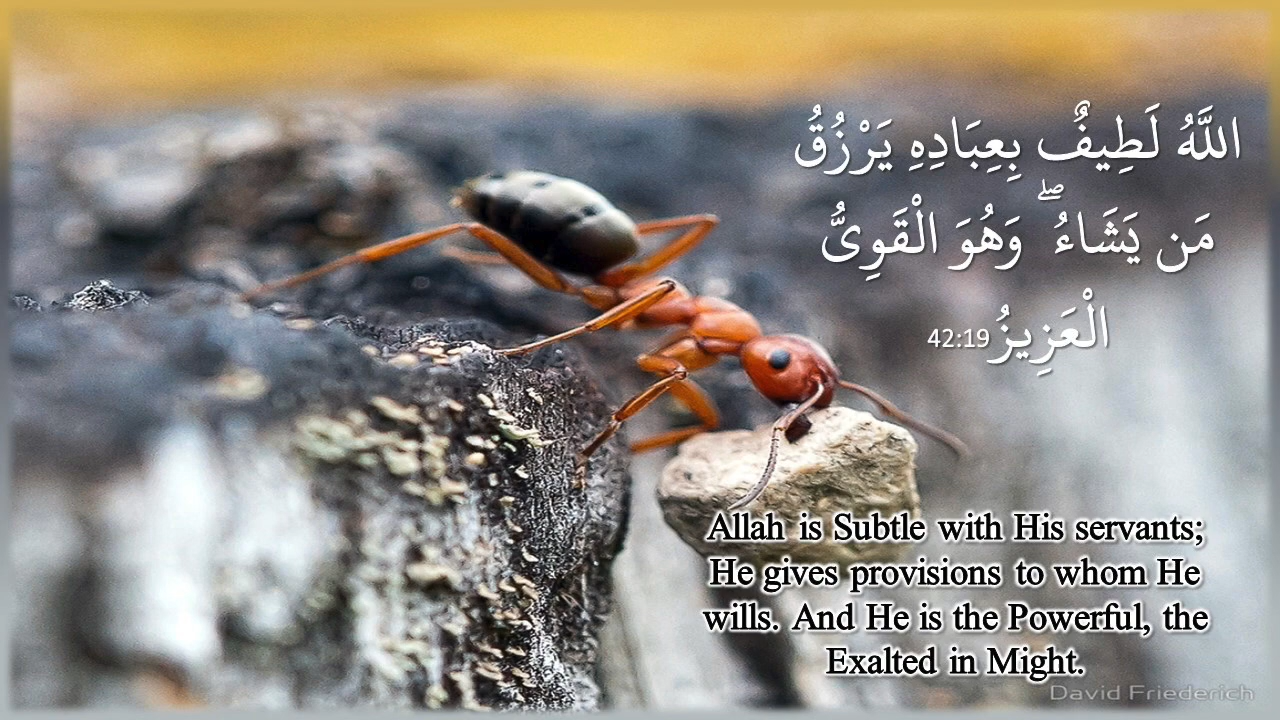 اللَّهُ لَطِيفٌ بِعِبَادِهِ يَرْزُقُ
مَن يَشَاءُ ۖ وَهُوَ الْقَوِىُّ
الْعَزِيزُ 42:19
Allah is Subtle with His servants;
He gives provisions to whom He
wills. And He is the Powerful, the
Exalted in Might.
David Friederich